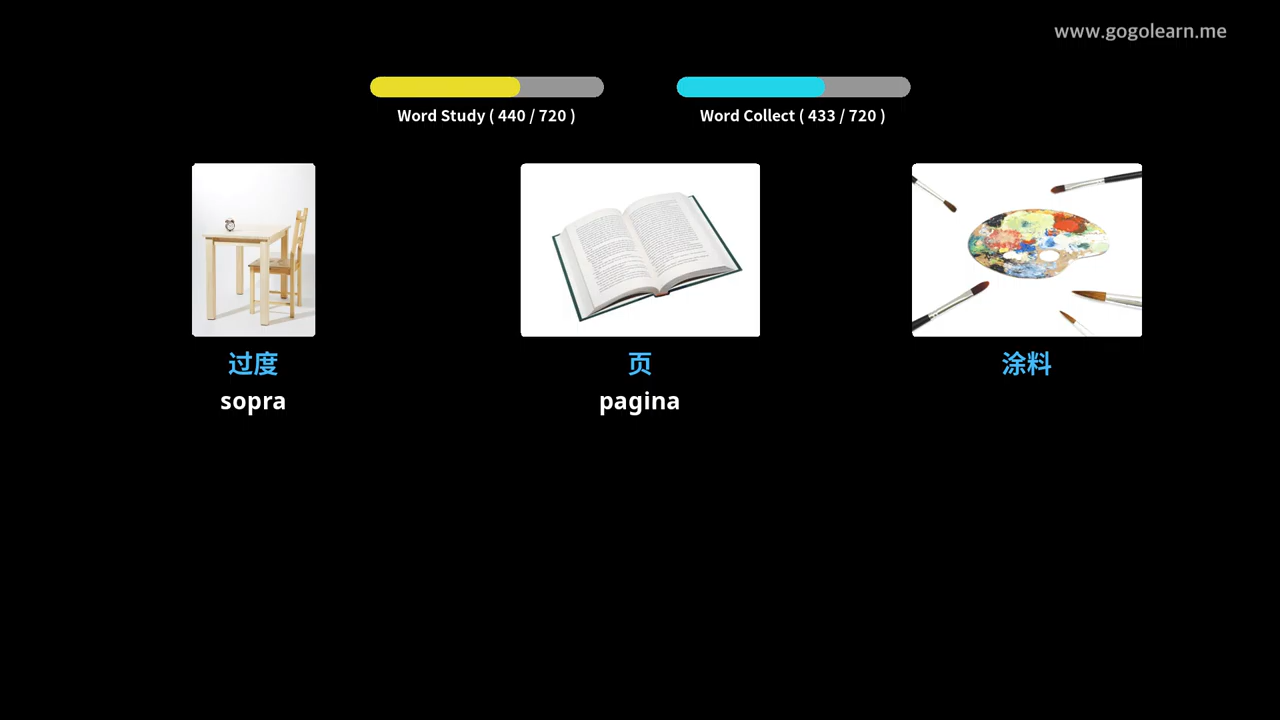 www.gogolearn.me
Word Study ( 440 / 720 )
Word Collect ( 433 / 720 )
过度
页
涂料
sopra
pagina